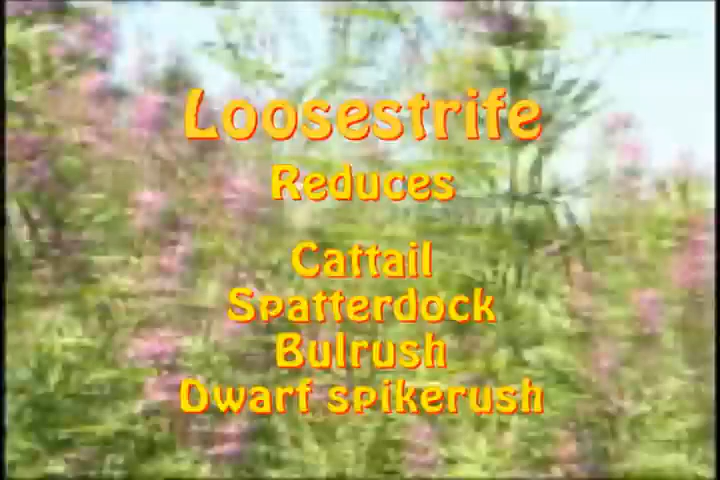 Loosestrife
Reduces
Cattail
Spatterdock
Bulrush
Dwarf spikerush